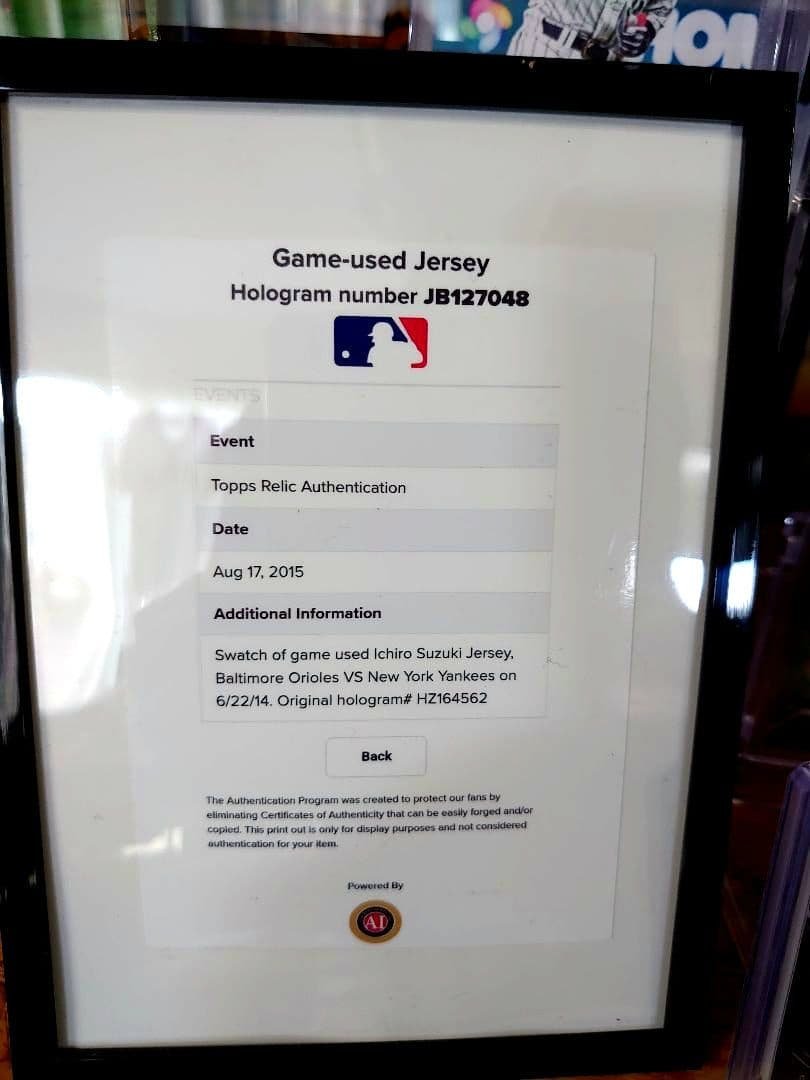 ION
Game-used Jersey
Hologram number JB127048
EVENTS
Event
Topps Relic Authentication
Date
Aug 17, 2015
Additional Information
Swatch of game used Ichiro Suzuki Jersey,
Baltimore Orioles VS New York Yankees on
6/22/14. Original hologram# HZ164562
Back
The Authentication Program was created to protect our fans by
eliminating Certificates of Authenticity that can be easily forged and/or
copied. This print out is only for display purposes and not considered
authentication for your item.
Powered By
AI